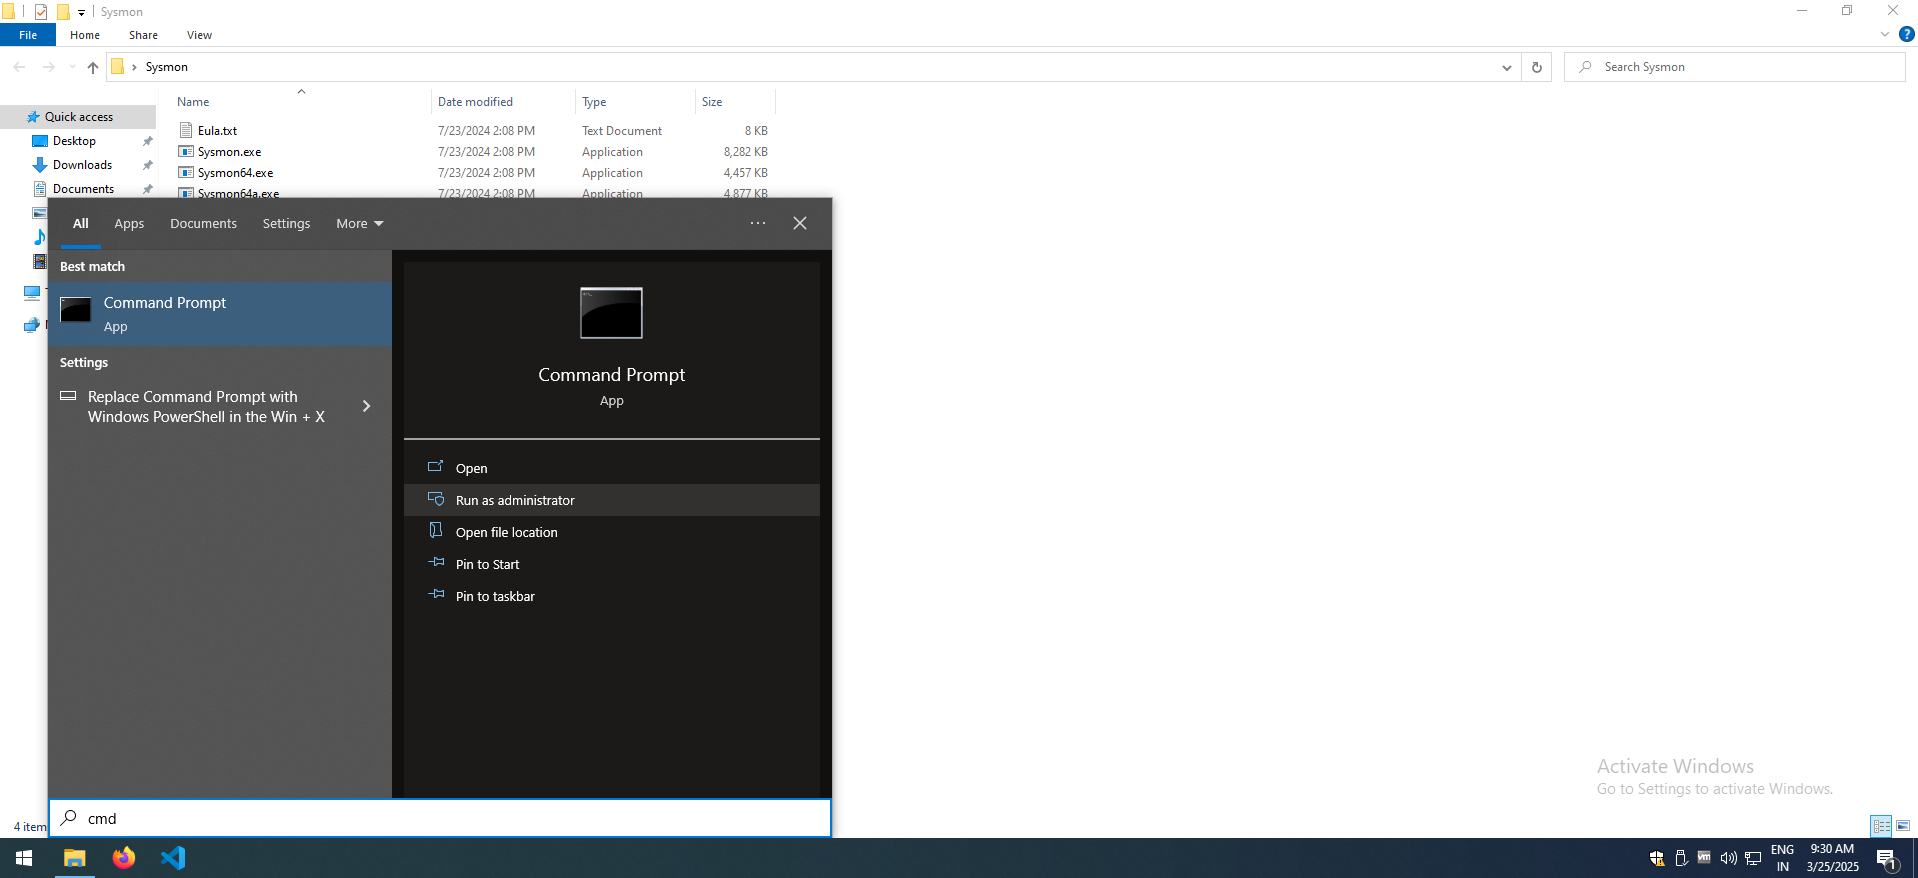 Sysmon
File Home Share View
Sysmon
Search Sysmon
Name Date modified Type Size
Quick access
Desktop
Downloads
Documents
Eula.txt 7/23/2024 2:08 PM Text Document 8 KB
Sysmon.exe 7/23/2024 2:08 PM Application 8,282 KB
Sysmon64.exe 7/23/2024 2:08 PM Application 4,457 KB
Sysmon64a.exe 7/23/2024 2:08 PM Application 4,877 KB
All Apps Documents Settings More
Best match
Command Prompt
App
Settings
Replace Command Prompt with
Windows PowerShell in the Win + X
Command Prompt
App
Open
Run as administrator
Open file location
Pin to Start
Pin to taskbar
cmd
4 item
Activate Windows
Go to Settings to activate Windows.
ENG
IN
9:30 AM
3/25/2025
1